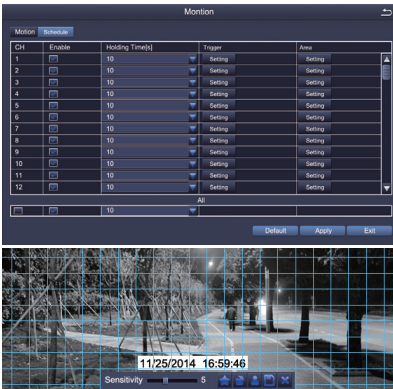 Montion
Motion Schedule
CH Enable Holding Time[s] Trigger Area
1 10 Setting Setting
2 10 Setting Setting
3 10 Setting Setting
4 10 Setting Setting
5 10 Setting Setting
6 10 Setting Setting
7 10 Setting Setting
8 10 Setting Setting
9 10 Setting Setting
10 10 Setting Setting
11 10 Setting Setting
12 10 Setting Setting
All
10
Default Apply Exit
11/25/2014 16:59:46
Sensitivity 5